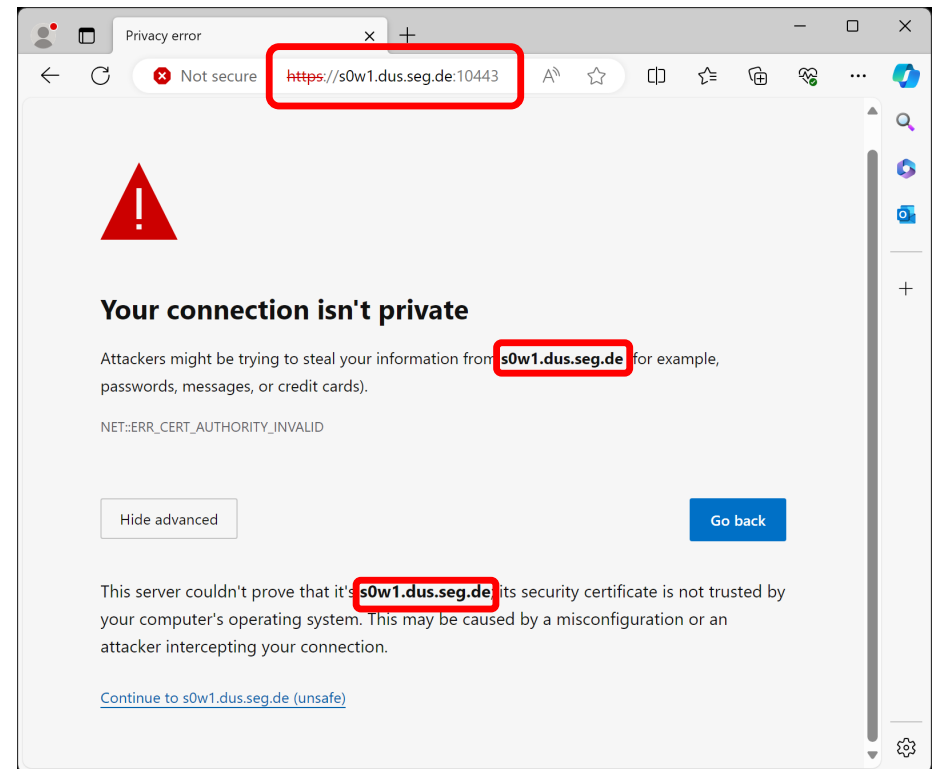 Privacy error
Not secure https://s0w1.dus.seg.de:10443
Your connection isn't private
Attackers might be trying to steal your information from s0w1.dus.seg.de (for example,
passwords, messages, or credit cards).
NET::ERR_CERT_AUTHORITY_INVALID
Hide advanced
Go back
This server couldn't prove that it's s0w1.dus.seg.de; its security certificate is not trusted by
your computer's operating system. This may be caused by a misconfiguration or an
attacker intercepting your connection.
Continue to s0w1.dus.seg.de (unsafe)